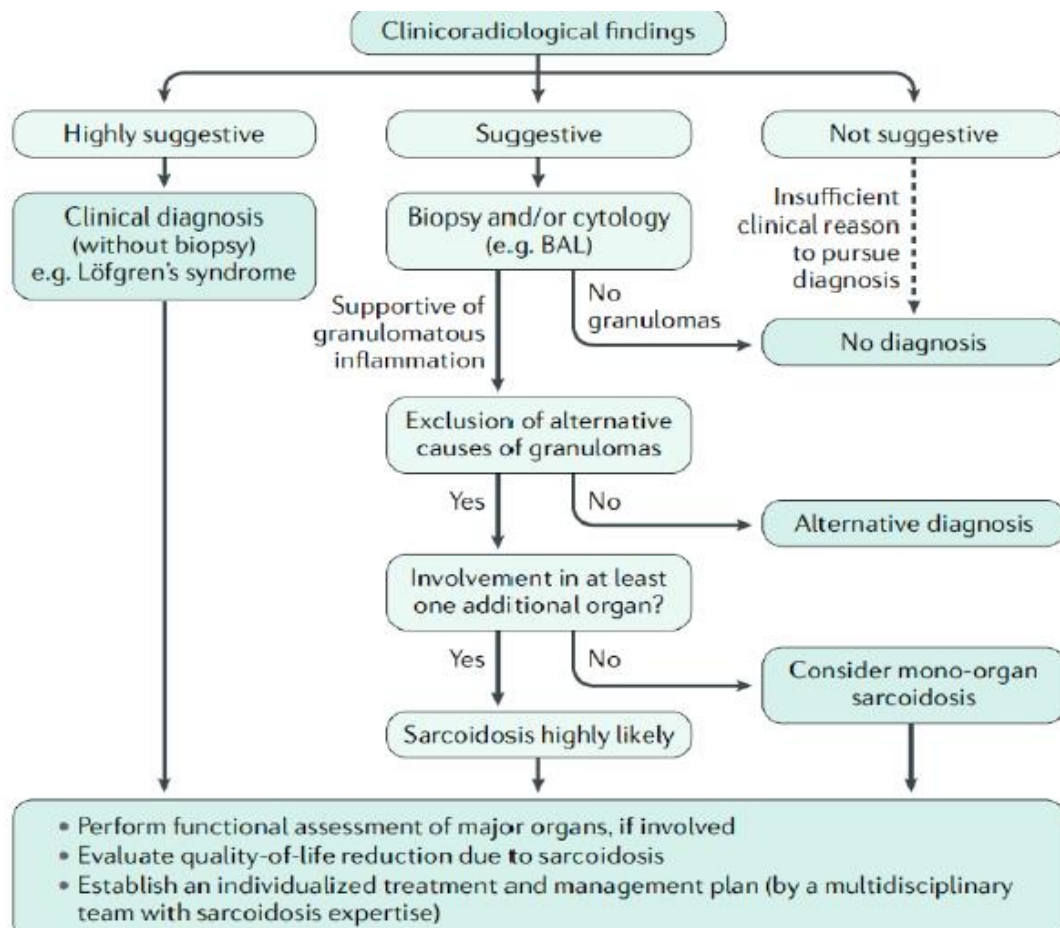 Clinicoradiological findings
Highly suggestive
Suggestive
Not suggestive
Clinical diagnosis
(without biopsy)
e.g. Löfgren's syndrome
Biopsy and/or cytology
(e.g. BAL)
Insufficient
clinical reason
to pursue
diagnosis
Supportive of
granulomatous
inflammation
No
granulomas
No diagnosis
Exclusion of alternative
causes of granulomas
Yes
No
Alternative diagnosis
Involvement in at least
one additional organ?
Yes
No
Consider mono-organ
sarcoidosis
Sarcoidosis highly likely
• Perform functional assessment of major organs, if involved
• Evaluate quality-of-life reduction due to sarcoidosis
• Establish an individualized treatment and management plan (by a multidisciplinary
team with sarcoidosis expertise)